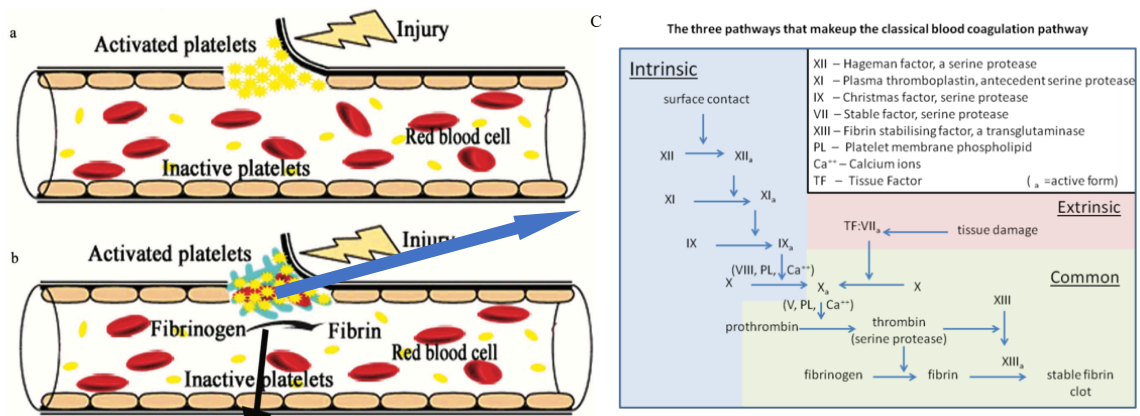 a
Activated platelets
Injury
Red blood cell
Inactive platelets
b
Activated platelets
Injury
Fibrinogen
Fibrin
Red blood cell
Inactive platelets
C
The three pathways that makeup the classical blood coagulation pathway
Intrinsic
surface contact
XII
XIIa
XI
XIa
IX
IXa
(VIII, PL, Ca⁺⁺)
X
Xa
X
(V, PL, Ca⁺⁺)
XII – Hageman factor, a serine protease
XI – Plasma thromboplastin, antecedent serine protease
IX – Christmas factor, serine protease
VII – Stable factor, serine protease
XIII – Fibrin stabilising factor, a transglutaminase
PL – Platelet membrane phospholipid
Ca⁺⁺ – Calcium ions
TF – Tissue Factor ( a =active form)
Extrinsic
TF:VIIa
tissue damage
Common
prothrombin
thrombin
(serine protease)
XIII
XIIIa
fibrinogen
fibrin
stable fibrin
clot